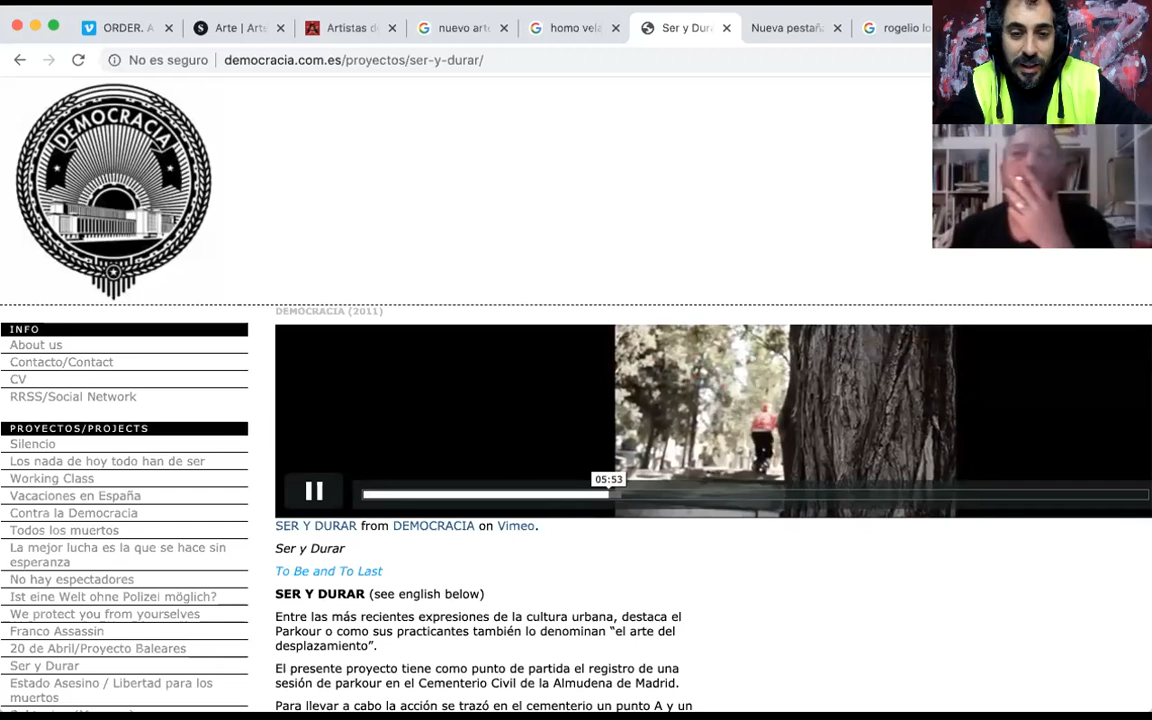 ORDER. A
Arte | Art
Artistas d
nuevo art
homo vela
Ser y Dura
Nueva pestañ
rogelio lo
No es seguro
democracia.com.es/proyectos/ser-y-durar/
DEMOCRACIA
DEMOCRACIA (2011)
INFO
About us
Contacto/Contact
CV
RRSS/Social Network
PROYECTOS/PROJECTS
Silencio
Los nada de hoy todo han de ser
Working Class
Vacaciones en España
Contra la Democracia
Todos los muertos
La mejor lucha es la que se hace sin
esperanza
No hay espectadores
Ist eine Welt ohne Polizei möglich?
We protect you from yourselves
Franco Assassin
20 de Abril/Proyecto Baleares
Ser y Durar
Estado Asesino / Libertad para los
muertos
05:53
SER Y DURAR from DEMOCRACIA on Vimeo.
Ser y Durar
To Be and To Last
SER Y DURAR (see english below)
Entre las más recientes expresiones de la cultura urbana, destaca el
Parkour o como sus practicantes también lo denominan “el arte del
desplazamiento”.
El presente proyecto tiene como punto de partida el registro de una
sesión de parkour en el Cementerio Civil de la Almudena de Madrid.
Para llevar a cabo la acción se trazó en el cementerio un punto A y un